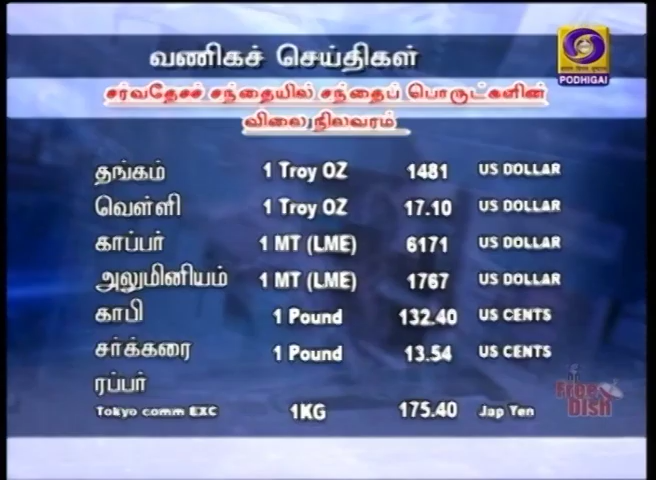 வணிகச் செய்திகள்
PODHIGAI
சர்வதேசச் சந்தையில் சந்தைப் பொருட்களின்
விலை நிலவரம்
தங்கம் 1 Troy OZ 1481 US DOLLAR
வெள்ளி 1 Troy OZ 17.10 US DOLLAR
காப்பர் 1 MT (LME) 6171 US DOLLAR
அலுமினியம் 1 MT (LME) 1767 US DOLLAR
காபி 1 Pound 132.40 US CENTS
சர்க்கரை 1 Pound 13.54 US CENTS
ரப்பர்
Tokyo comm EXC 1KG 175.40 Jap Yen
Free Dish